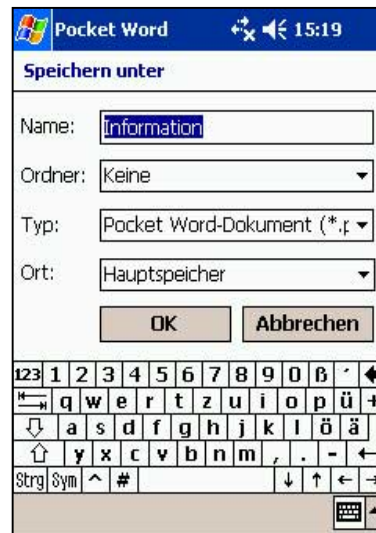 Pocket Word 15:19
Speichern unter
Name: Information
Ordner: Keine
Typ: Pocket Word-Dokument (*.p
Ort: Hauptspeicher
OK Abbrechen
123 1 2 3 4 5 6 7 8 9 0 ß ´
q w e r t z u i o p ü +
a s d f g h j k l ö ä
y x c v b n m , . -
Strg Sym ^ #